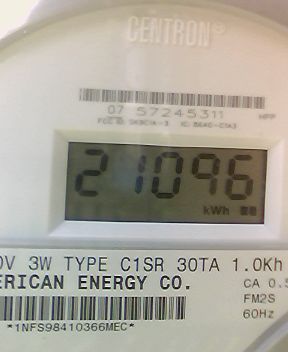 CENTRON®
07 57245311
21096
kWh
0V 3W TYPE C1SR 30TA 1.0Kh
ERICAN ENERGY CO.
CA 0.5
FM2S
60Hz
*1NFS98410366MEC*